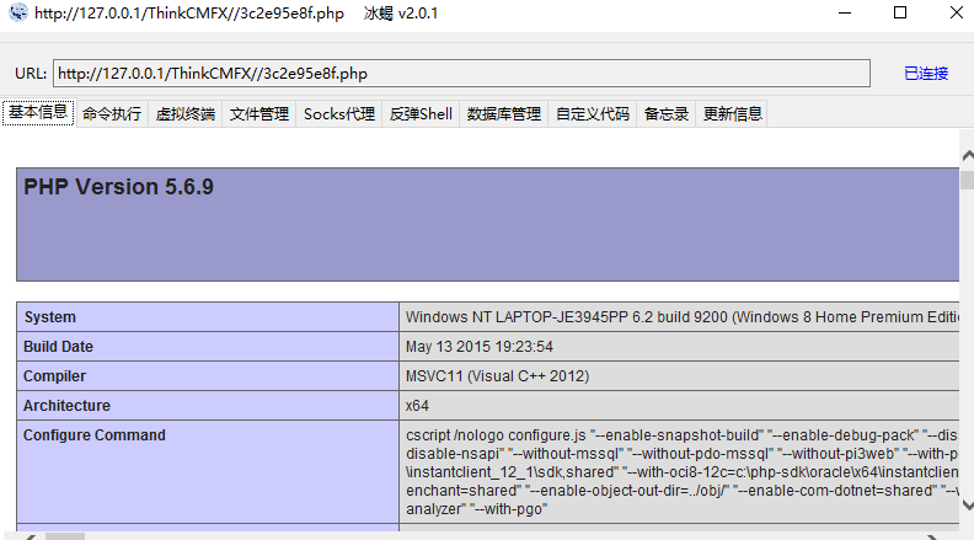 http://127.0.0.1/ThinkCMFX//3c2e95e8f.php 冰蝎 v2.0.1
URL: http://127.0.0.1/ThinkCMFX//3c2e95e8f.php 已连接
基本信息 命令执行 虚拟终端 文件管理 Socks代理 反弹Shell 数据库管理 自定义代码 备忘录 更新信息
PHP Version 5.6.9
System Windows NT LAPTOP-JE3945PP 6.2 build 9200 (Windows 8 Home Premium
Build Date May 13 2015 19:23:54
Compiler MSVC11 (Visual C++ 2012)
Architecture x64
Configure Command cscript /nologo configure.js "--enable-snapshot-build" "--enable-debug-pack"
disable-nsapi" "--without-mssql" "--without-pdo-mssql" "--without-pi3web"
\instantclient_12_1\sdk,shared" "--with-oci8-12c=c:\php-sdk\oracle\x64\instantclien
enchant=shared" "--enable-object-out-dir=../obj/" "--enable-com-dotnet=shared"
analyzer" "--with-pgo"